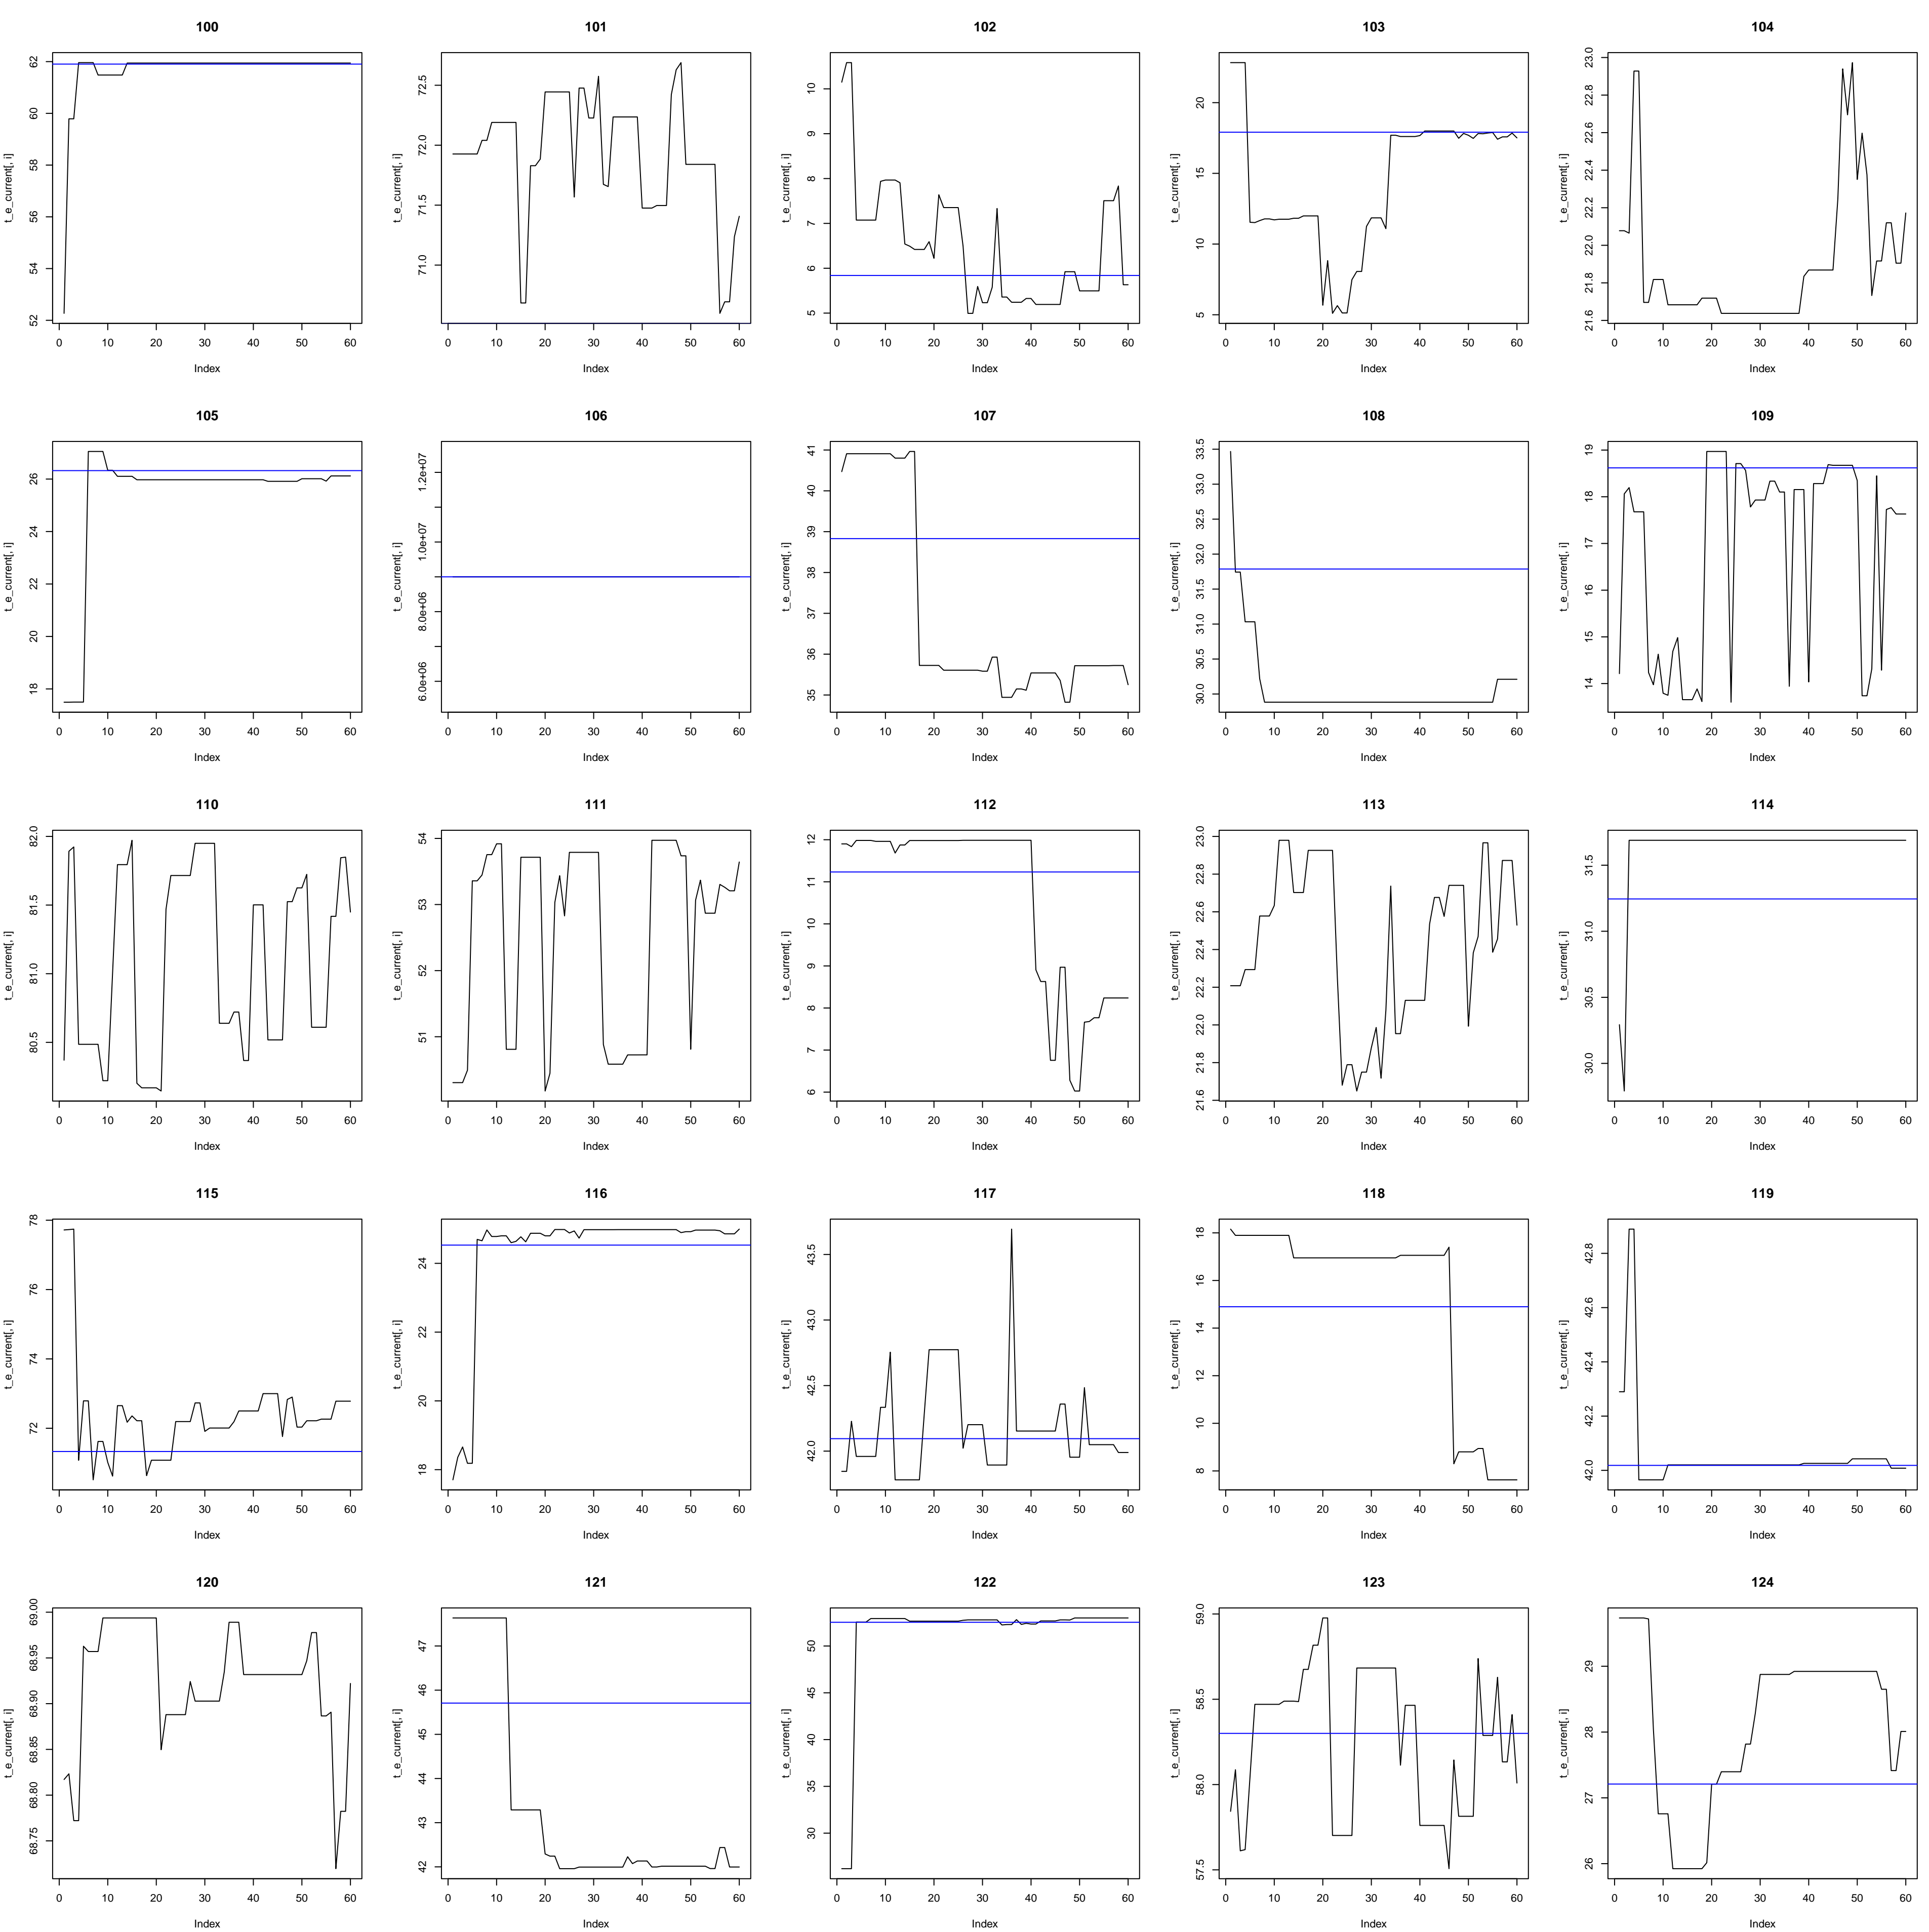 100
t_e_current[, i]
62
60
58
56
54
52
0 10 20 30 40 50 60
Index
101
t_e_current[, i]
72.5
72.0
71.5
71.0
0 10 20 30 40 50 60
Index
102
t_e_current[, i]
10
9
8
7
6
5
0 10 20 30 40 50 60
Index
103
t_e_current[, i]
20
15
10
5
0 10 20 30 40 50 60
Index
104
t_e_current[, i]
23.0
22.8
22.6
22.4
22.2
22.0
21.8
21.6
0 10 20 30 40 50 60
Index
105
t_e_current[, i]
26
24
22
20
18
0 10 20 30 40 50 60
Index
106
t_e_current[, i]
1.2e+07
1.0e+07
8.0e+06
6.0e+06
0 10 20 30 40 50 60
Index
107
t_e_current[, i]
41
40
39
38
37
36
35
0 10 20 30 40 50 60
Index
108
t_e_current[, i]
33.5
33.0
32.5
32.0
31.5
31.0
30.5
30.0
0 10 20 30 40 50 60
Index
109
t_e_current[, i]
19
18
17
16
15
14
0 10 20 30 40 50 60
Index
110
t_e_current[, i]
82.0
81.5
81.0
80.5
0 10 20 30 40 50 60
Index
111
t_e_current[, i]
54
53
52
51
0 10 20 30 40 50 60
Index
112
t_e_current[, i]
12
11
10
9
8
7
6
0 10 20 30 40 50 60
Index
113
t_e_current[, i]
23.0
22.8
22.6
22.4
22.2
22.0
21.8
21.6
0 10 20 30 40 50 60
Index
114
t_e_current[, i]
31.5
31.0
30.5
30.0
0 10 20 30 40 50 60
Index
115
t_e_current[, i]
78
76
74
72
0 10 20 30 40 50 60
Index
116
t_e_current[, i]
24
22
20
18
0 10 20 30 40 50 60
Index
117
t_e_current[, i]
43.5
43.0
42.5
42.0
0 10 20 30 40 50 60
Index
118
t_e_current[, i]
18
16
14
12
10
8
0 10 20 30 40 50 60
Index
119
t_e_current[, i]
42.8
42.6
42.4
42.2
42.0
0 10 20 30 40 50 60
Index
120
t_e_current[, i]
69.00
68.95
68.90
68.85
68.80
68.75
0 10 20 30 40 50 60
Index
121
t_e_current[, i]
47
46
45
44
43
42
0 10 20 30 40 50 60
Index
122
t_e_current[, i]
50
45
40
35
30
0 10 20 30 40 50 60
Index
123
t_e_current[, i]
59.0
58.5
58.0
57.5
0 10 20 30 40 50 60
Index
124
t_e_current[, i]
29
28
27
26
0 10 20 30 40 50 60
Index